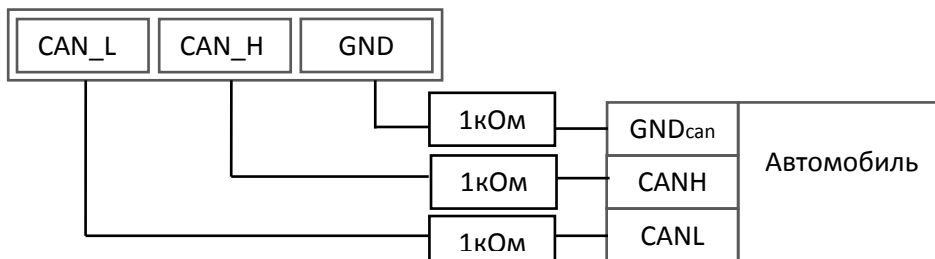 CAN_L CAN_H GND
1кОм GNDcan
Автомобиль
1кОм CANH
1кОм CANL